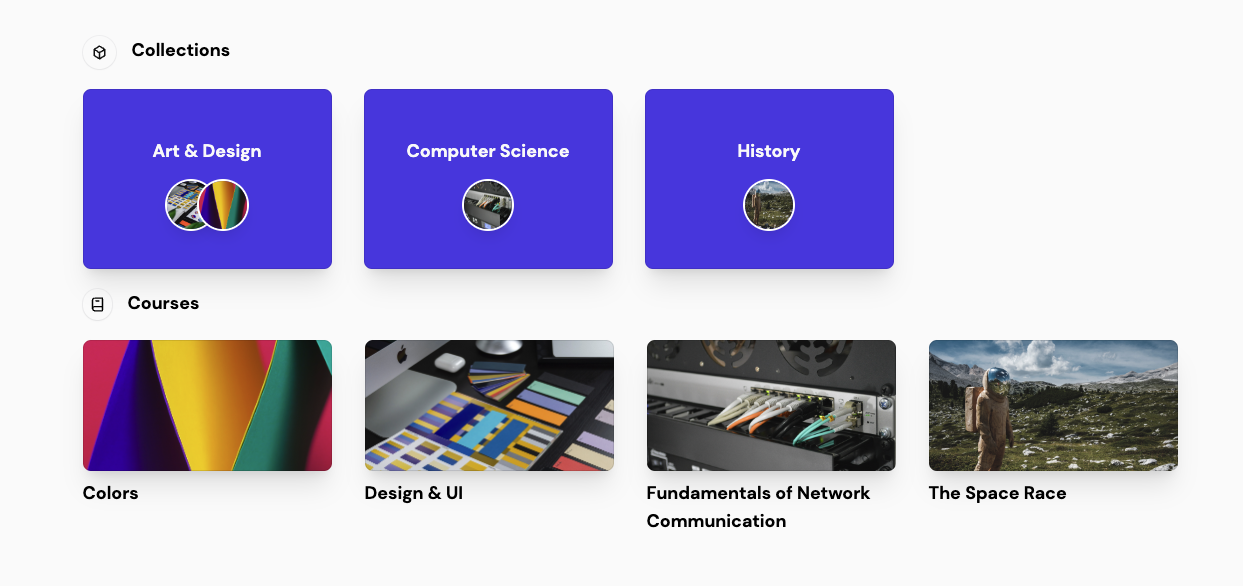 Collections
Art & Design
Computer Science
History
Courses
Colors
Design & UI
Fundamentals of Network
Communication
The Space Race